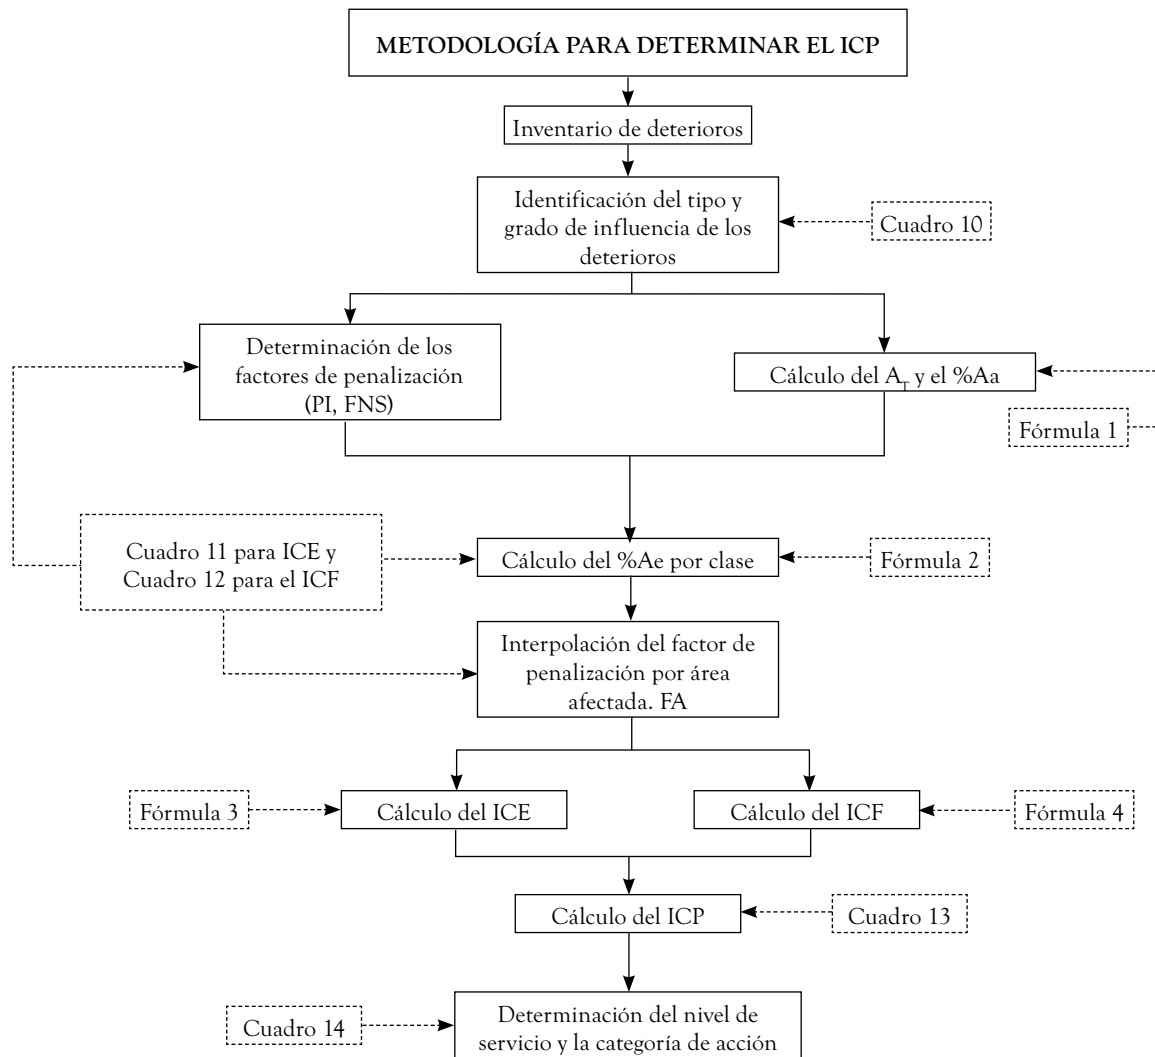 METODOLOGÍA PARA DETERMINAR EL ICP
Inventario de deterioros
Identificación del tipo y
grado de influencia de los
deterioros
Cuadro 10
Determinación de los
factores de penalización
(PI, FNS)
Cálculo del A_T y el %Aa
Fórmula 1
Cuadro 11 para ICE y
Cuadro 12 para el ICF
Cálculo del %Ae por clase
Fórmula 2
Interpolación del factor de
penalización por área
afectada. FA
Fórmula 3
Cálculo del ICE
Cálculo del ICF
Fórmula 4
Cálculo del ICP
Cuadro 13
Cuadro 14
Determinación del nivel de
servicio y la categoría de acción